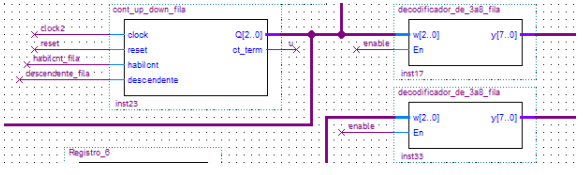 cont_up_down_fila
clock2
clock
Q[2..0]
reset
reset
ct_term
u
habilcnt_fila
habilcnt
descendente_fila
descendente
inst23
decodificador_de_3a8_fila
w[2..0]
y[7..0]
enable
En
inst17
decodificador_de_3a8_fila
w[2..0]
y[7..0]
enable
En
inst33
Registro_6